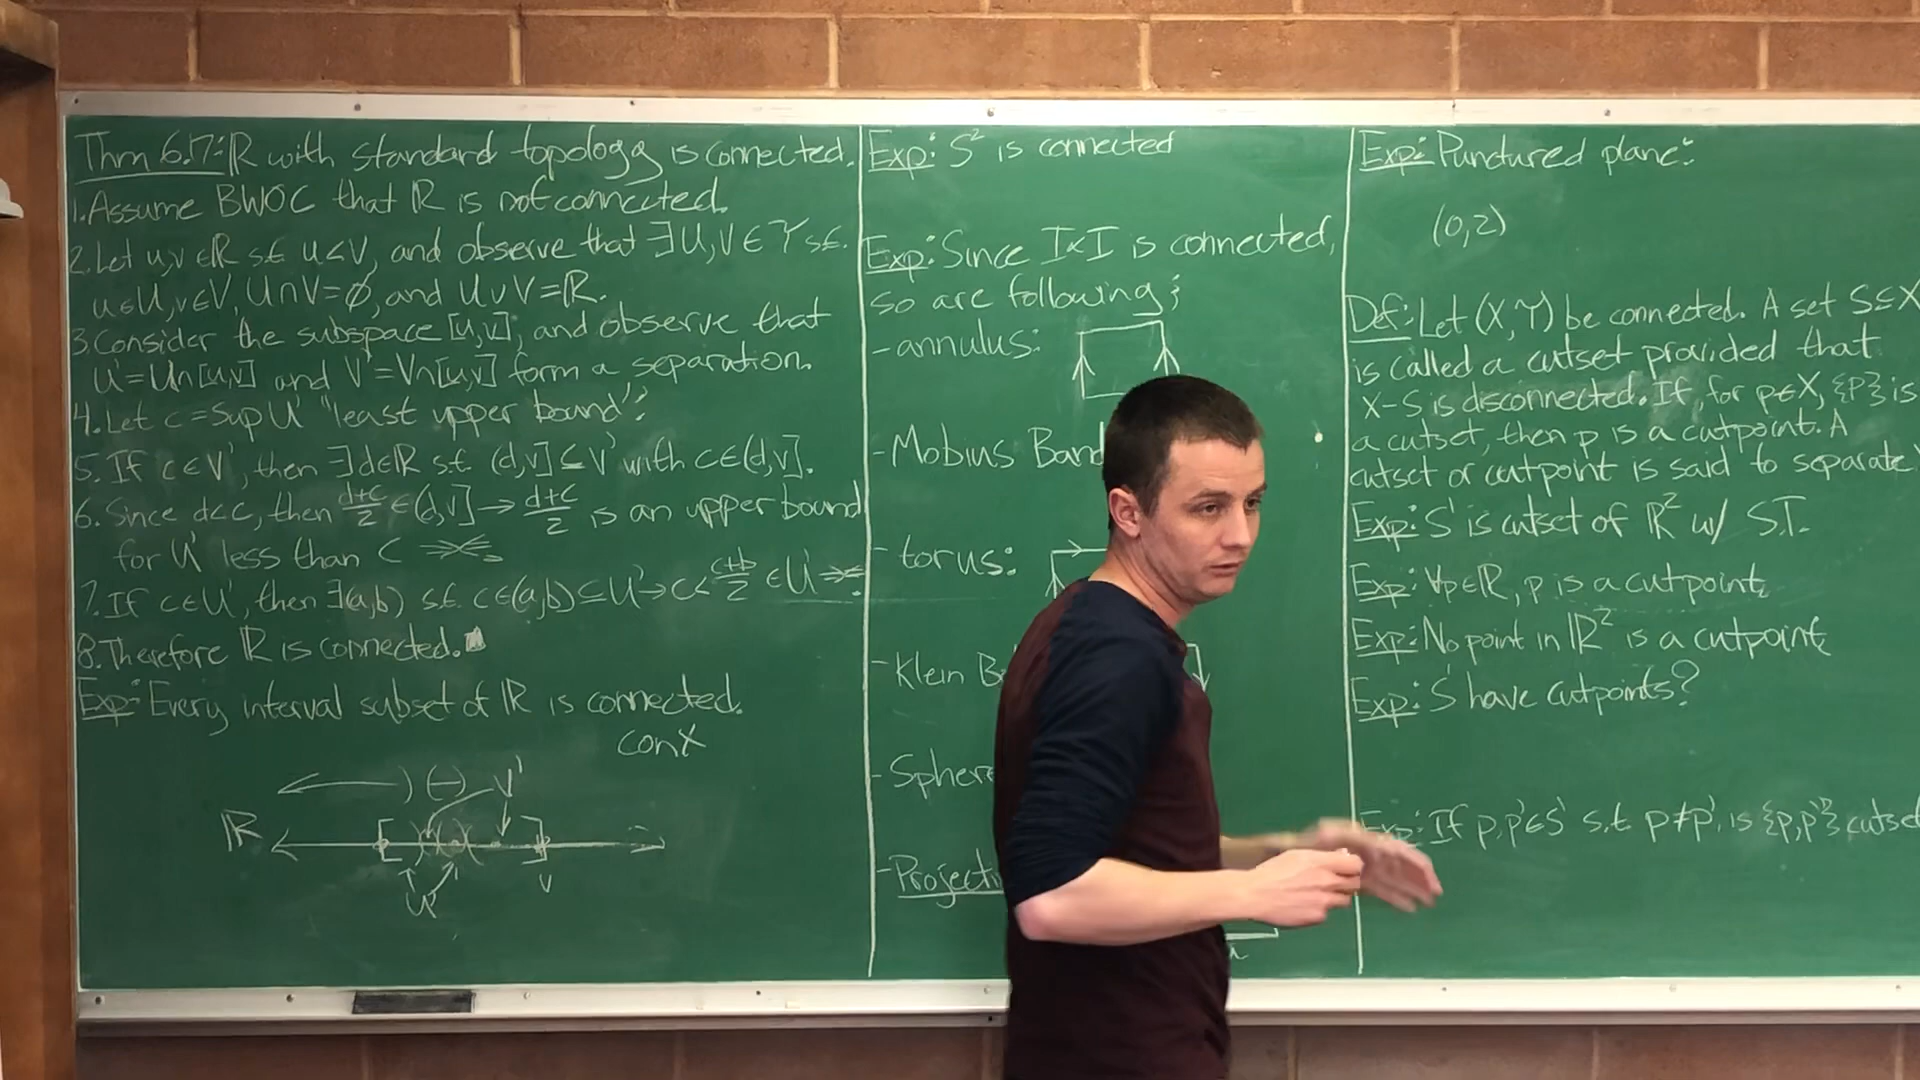 Thm 6.7: ℝ with standard topology is connected.
1. Assume BWOC that ℝ is not connected.
2. Let u,v ∈ ℝ s.t. u<v, and observe that ∃ U,V ∈ Υ s.t.
u∈U, v∈V, U∩V=∅, and U∪V=ℝ.
3. Consider the subspace [u,v], and observe that
U'=U∩[u,v] and V'=V∩[u,v] form a separation.
4. Let c = sup U' "least upper bound".
5. If c∈V', then ∃d∈ℝ s.t. (d,v]⊆V' with c∈(d,v].
6. Since d<c, then (d+c)/2 ∈ (d,v] → (d+c)/2 is an upper bound
for U' less than c
7. If c∈U', then ∃(a,b) s.t. c∈(a,b)⊆U' → c< (c+b)/2 ∈ U'
8. Therefore ℝ is connected.
Exp: Every interval subset of ℝ is connected.
V'
ℝ
v
U'
Exp: S² is connected
Exp: Since I×I is connected,
so are following:
- annulus:
- Mobius Band
- torus:
- Klein B
- Sphere
- Projecti
Exp: Punctured plane:
(0,2)
Def: Let (X,Υ) be connected. A set S⊆X
is called a cutset provided that
X-S is disconnected. If, for p∈X, {p} is
a cutset, then p is a cutpoint. A
cutset or cutpoint is said to separate
Exp: S¹ is cutset of ℝ² w/ S.T.
Exp: ∀p∈ℝ, p is a cutpoint.
Exp: No point in ℝ² is a cutpoint.
Exp: S¹ have cutpoints?
Exp: If p,p'∈S¹ s.t. p≠p', is {p,p'} cutset